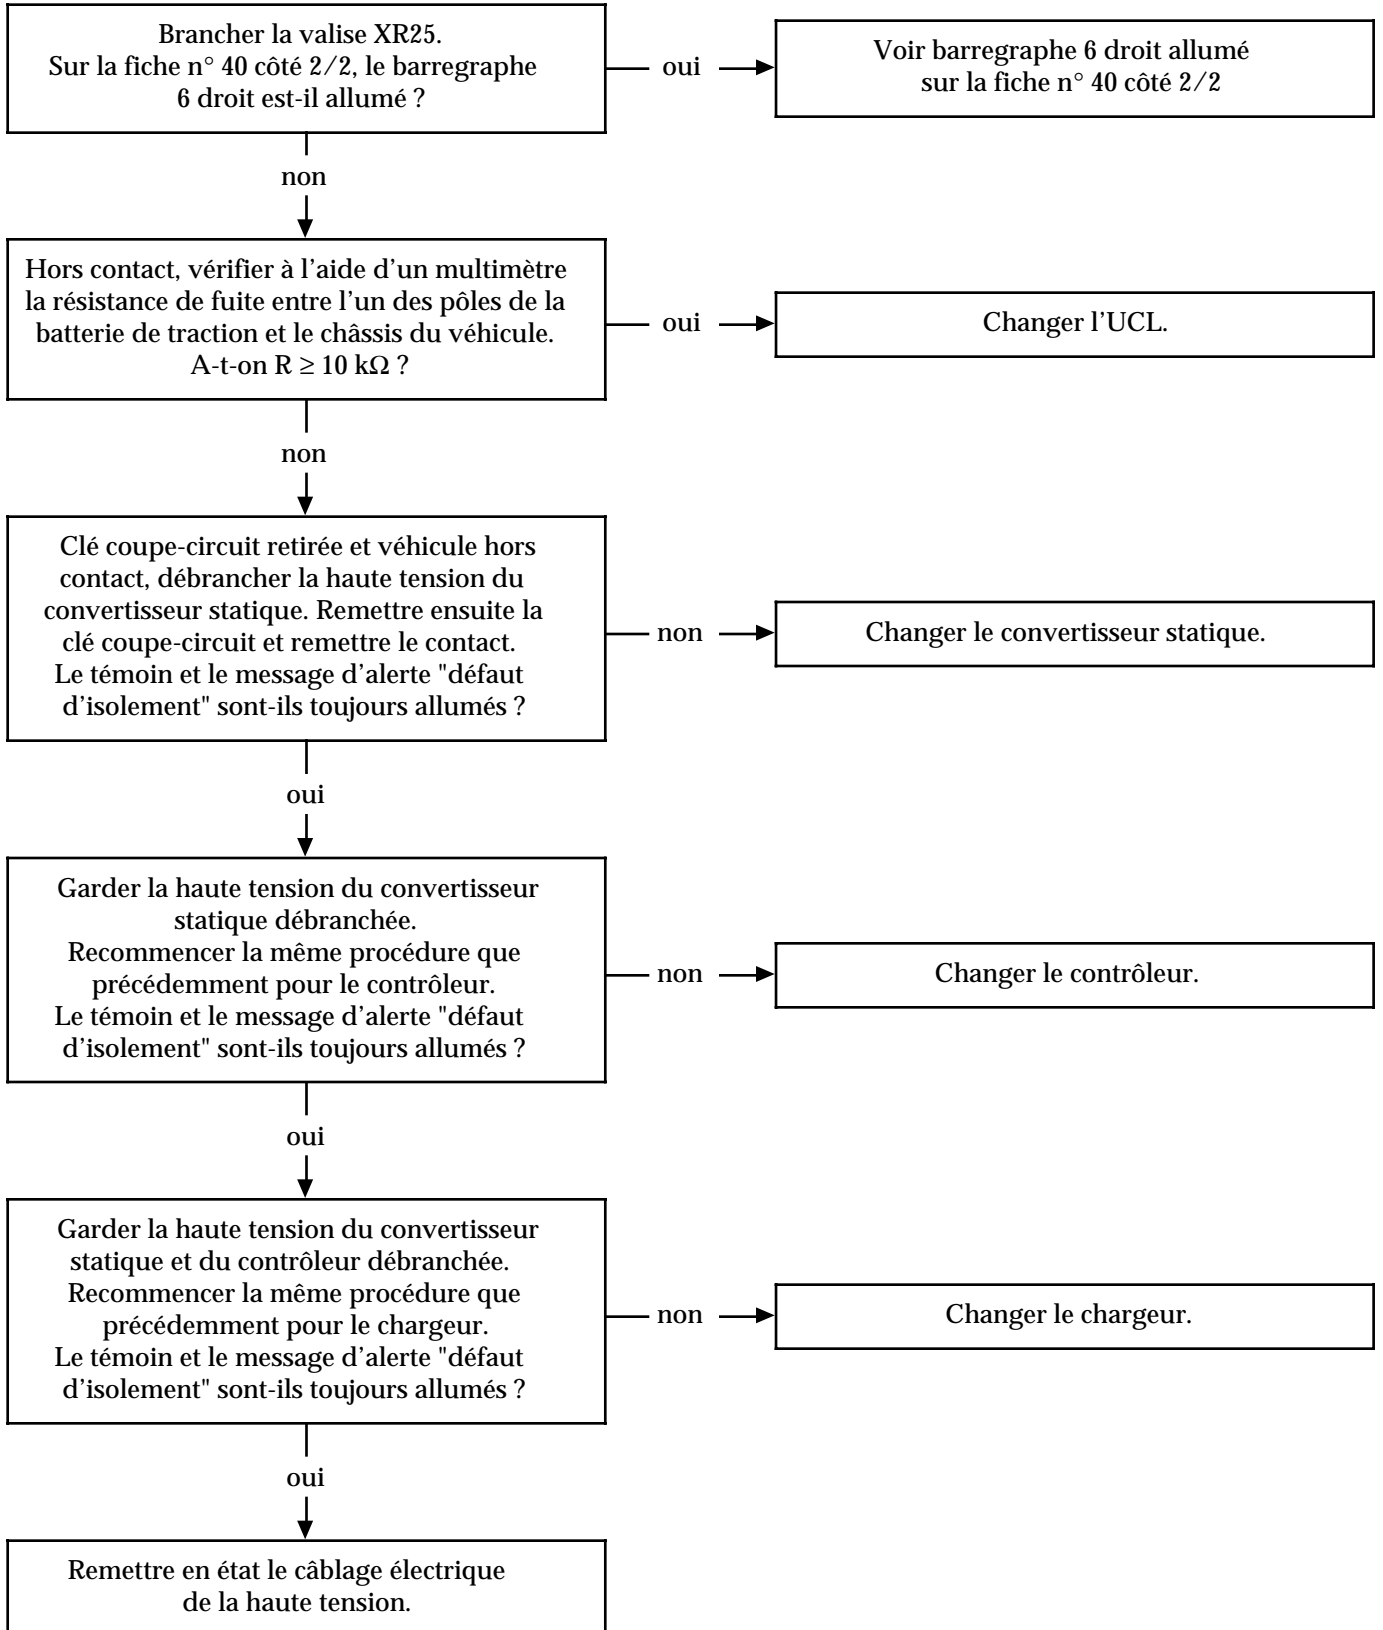 Brancher la valise XR25.
Sur la fiche n° 40 côté 2/2, le barregraphe
6 droit est-il allumé ?
oui
Voir barregraphe 6 droit allumé
sur la fiche n° 40 côté 2/2
non
Hors contact, vérifier à l’aide d’un multimètre
la résistance de fuite entre l’un des pôles de la
batterie de traction et le châssis du véhicule.
A-t-on R ≥ 10 kΩ ?
oui
Changer l’UCL.
non
Clé coupe-circuit retirée et véhicule hors
contact, débrancher la haute tension du
convertisseur statique. Remettre ensuite la
clé coupe-circuit et remettre le contact.
Le témoin et le message d’alerte "défaut
d’isolement" sont-ils toujours allumés ?
non
Changer le convertisseur statique.
oui
Garder la haute tension du convertisseur
statique débranchée.
Recommencer la même procédure que
précédemment pour le contrôleur.
Le témoin et le message d’alerte "défaut
d’isolement" sont-ils toujours allumés ?
non
Changer le contrôleur.
oui
Garder la haute tension du convertisseur
statique et du contrôleur débranchée.
Recommencer la même procédure que
précédemment pour le chargeur.
Le témoin et le message d’alerte "défaut
d’isolement" sont-ils toujours allumés ?
non
Changer le chargeur.
oui
Remettre en état le câblage électrique
de la haute tension.